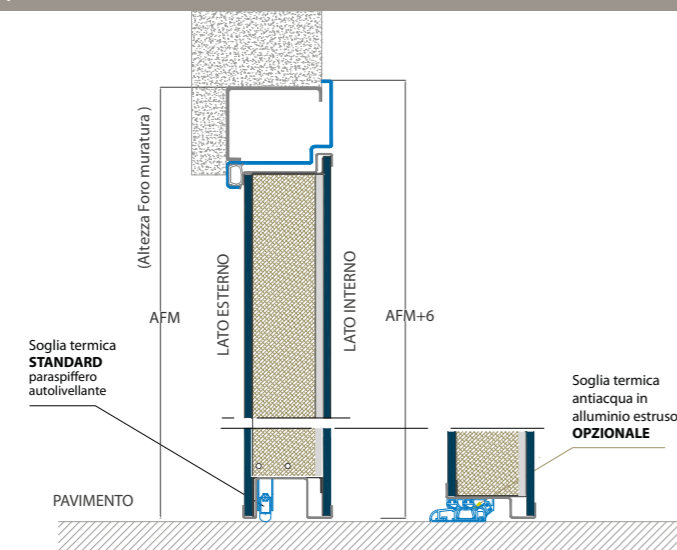 (Altezza Foro muratura )
AFM
LATO ESTERNO
LATO INTERNO
AFM+6
Soglia termica
STANDARD
paraspiffero
autolivellante
Soglia termica
antiacqua in
alluminio estruso
OPZIONALE
PAVIMENTO